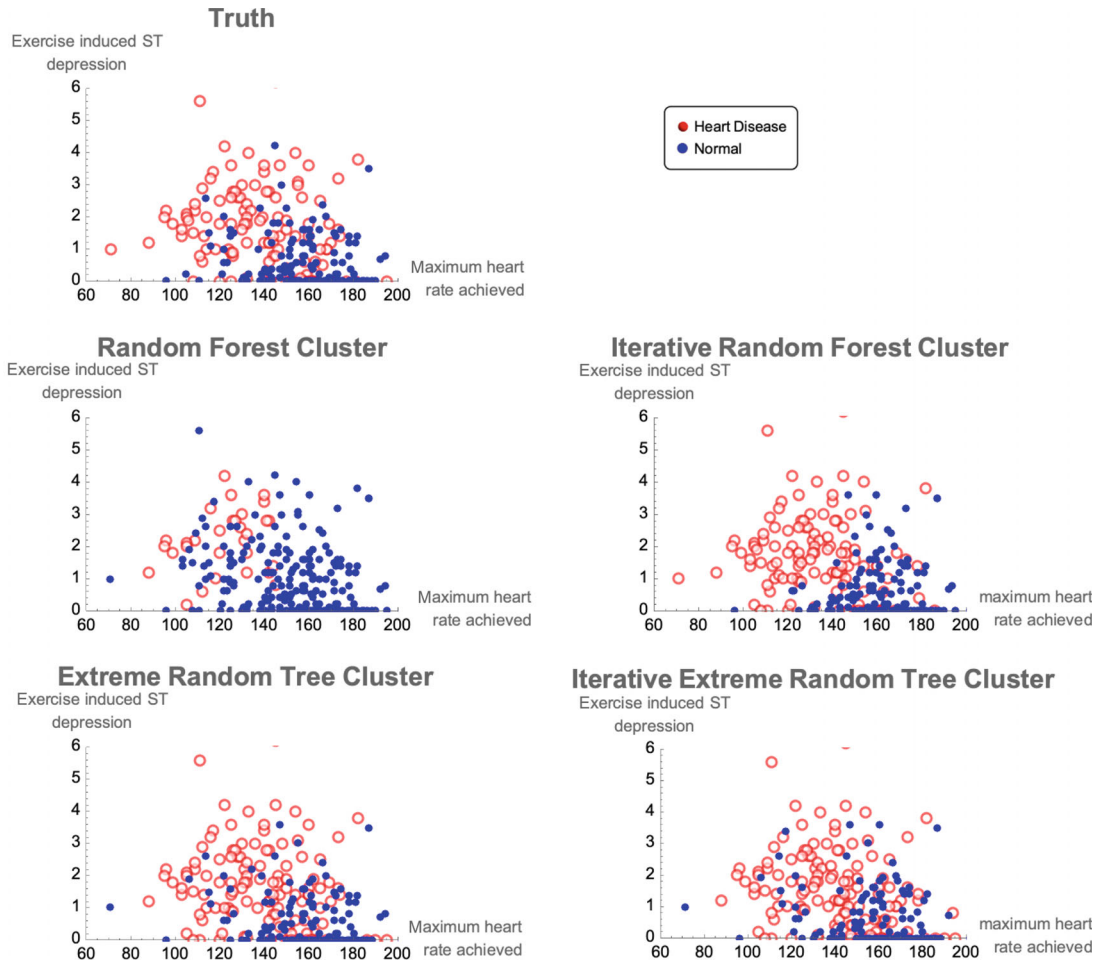 Truth
Exercise induced ST
depression
6
5
4
3
2
1
0
60 80 100 120 140 160 180 200
Maximum heart
rate achieved
Heart Disease
Normal
Random Forest Cluster
Exercise induced ST
depression
6
5
4
3
2
1
0
60 80 100 120 140 160 180 200
Maximum heart
rate achieved
Iterative Random Forest Cluster
Exercise induced ST
depression
6
5
4
3
2
1
0
60 80 100 120 140 160 180 200
maximum heart
rate achieved
Extreme Random Tree Cluster
Exercise induced ST
depression
6
5
4
3
2
1
0
60 80 100 120 140 160 180 200
Maximum heart
rate achieved
Iterative Extreme Random Tree Cluster
Exercise induced ST
depression
6
5
4
3
2
1
0
60 80 100 120 140 160 180 200
maximum heart
rate achieved